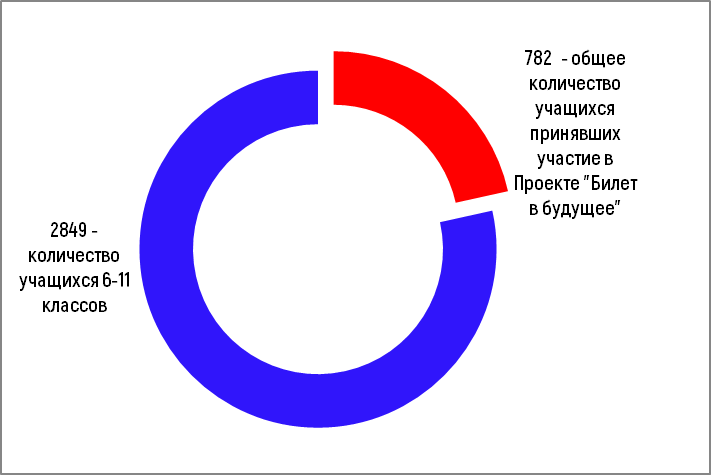 782 - общее
количество
учащихся
принявших
участие в
Проекте "Билет
в будущее"
2849 -
количество
учащихся 6-11
классов